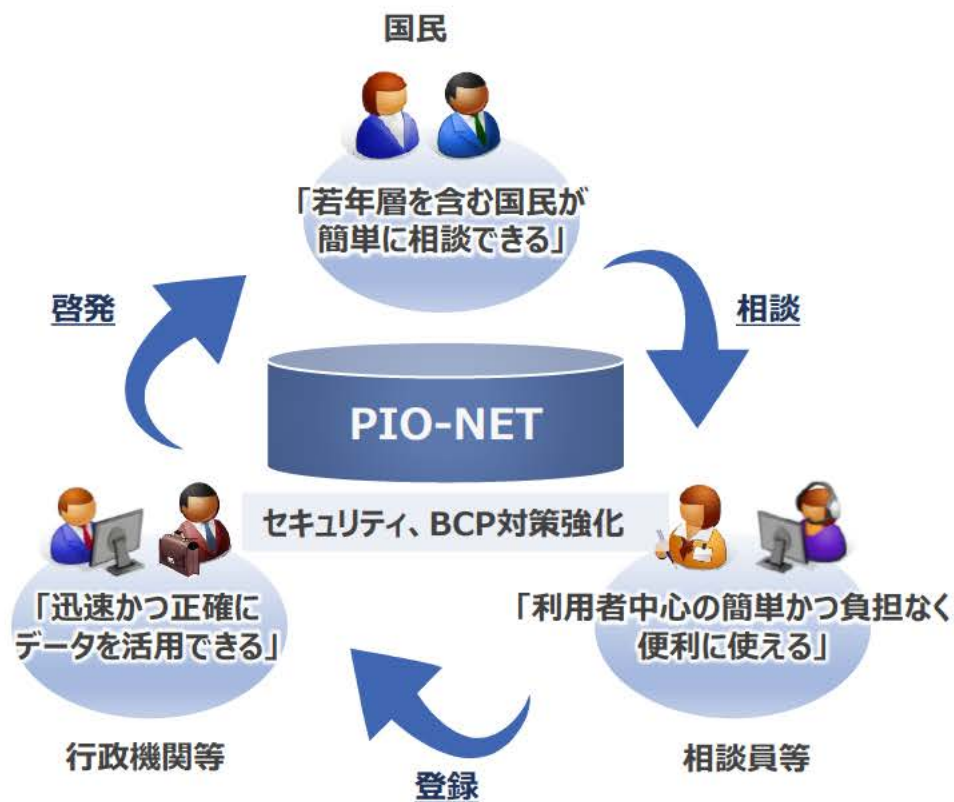 国民
「若年層を含む国民が
簡単に相談できる」
啓発
相談
PIO-NET
セキュリティ、BCP対策強化
「迅速かつ正確に
データを活用できる」
「利用者中心の簡単かつ負担なく
便利に使える」
行政機関等
相談員等
登録